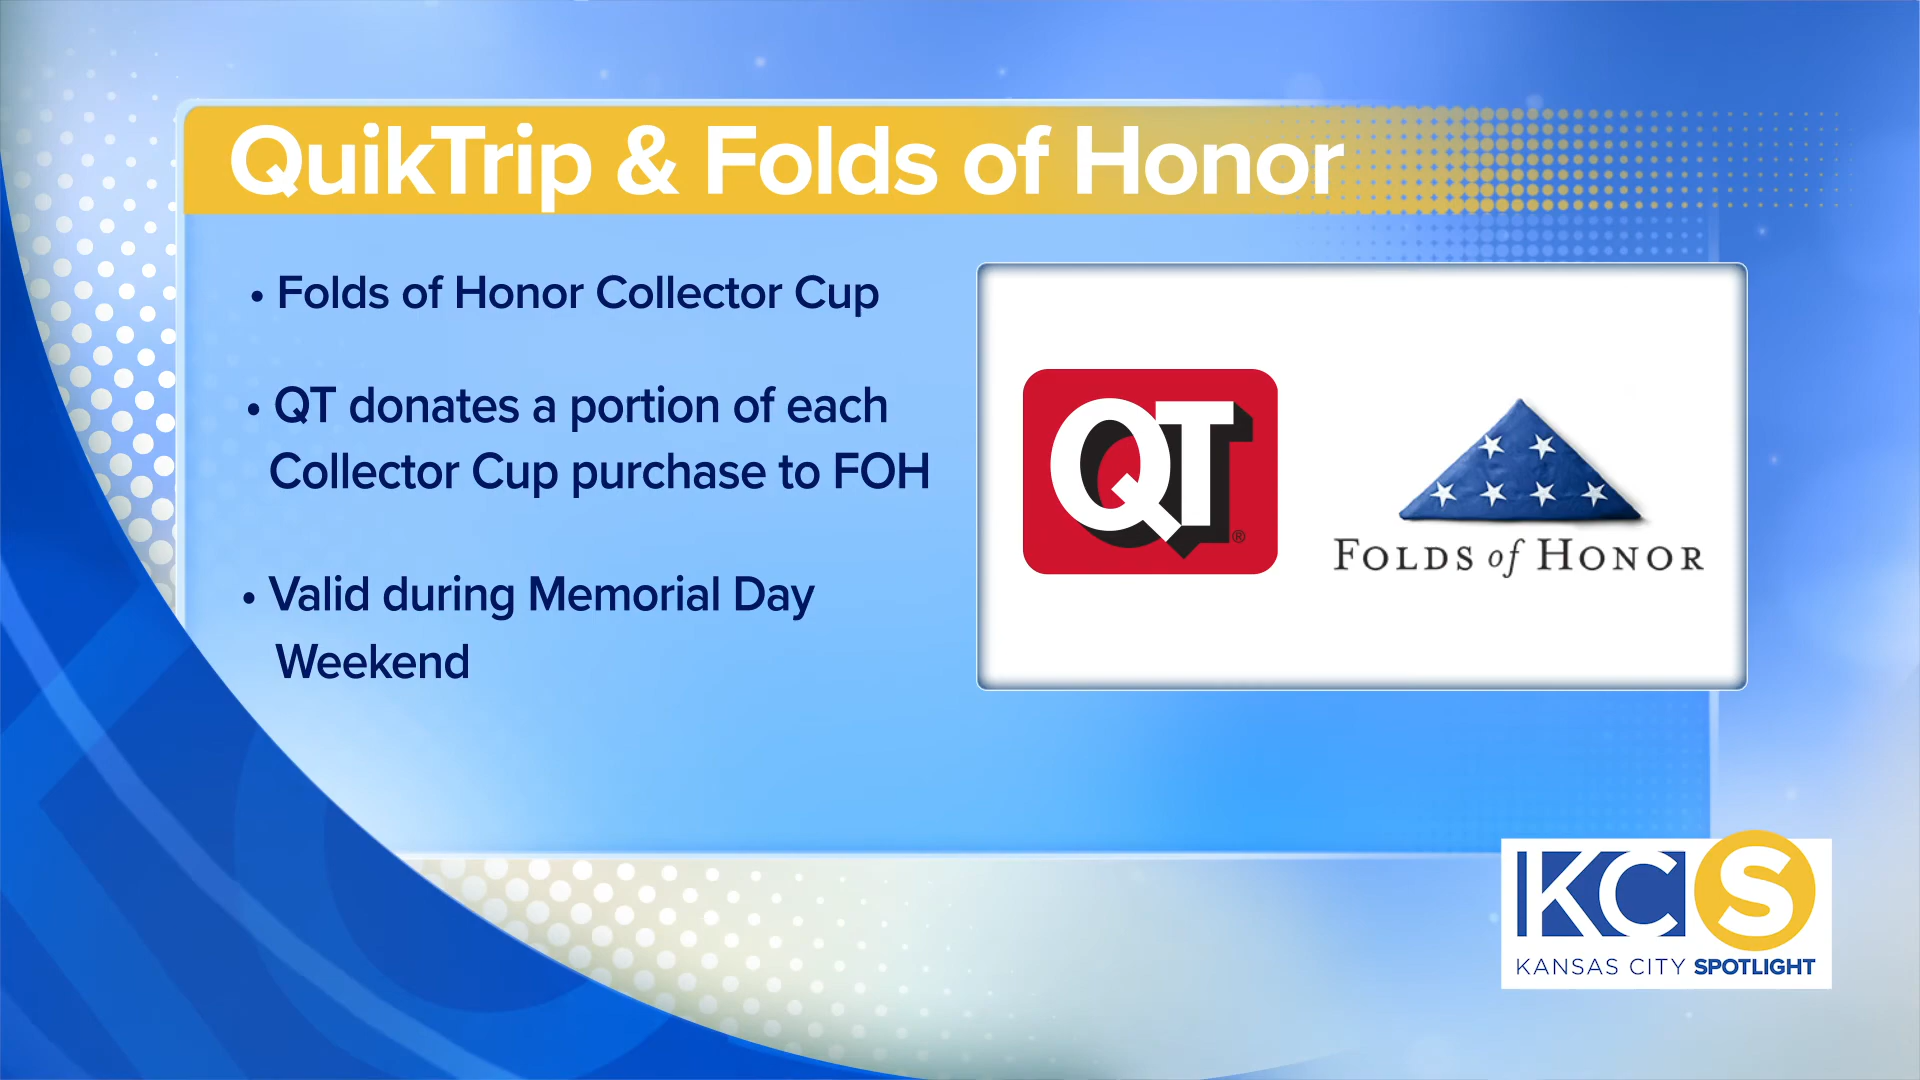 QuikTrip & Folds of Honor
• Folds of Honor Collector Cup
• QT donates a portion of each
Collector Cup purchase to FOH
• Valid during Memorial Day
Weekend
QT®
FOLDS of HONOR
KCS
KANSAS CITY SPOTLIGHT